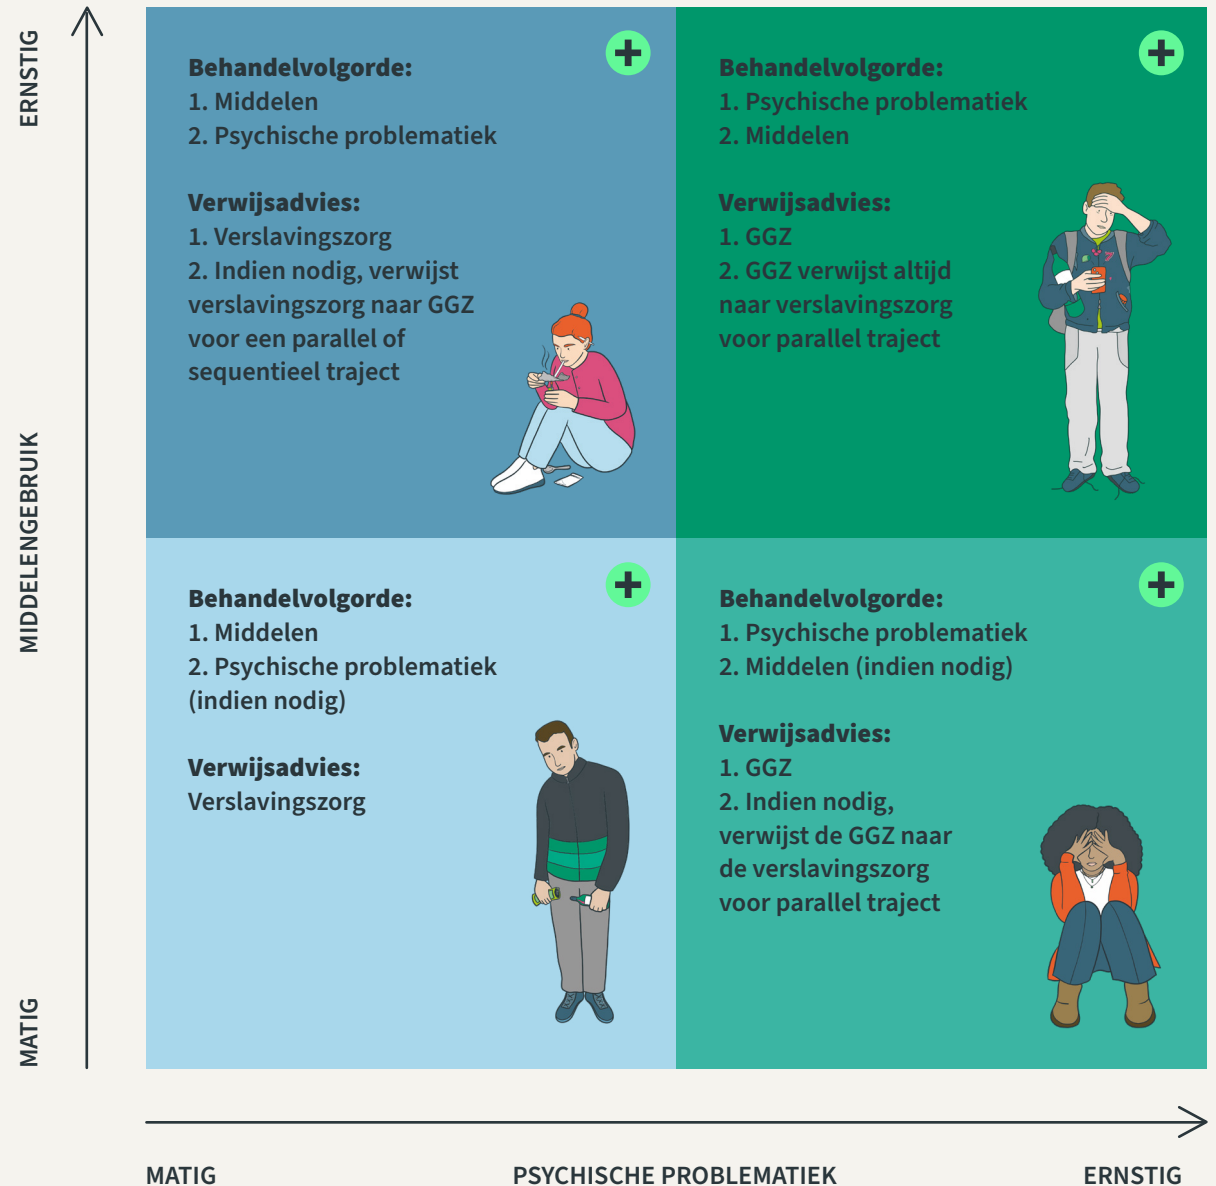 ERNSTIG
MIDDELENGEBRUIK
MATIG
Behandelvolgorde:
1. Middelen
2. Psychische problematiek
Verwijsadvies:
1. Verslavingszorg
2. Indien nodig, verwijst
verslavingszorg naar GGZ
voor een parallel of
sequentieel traject
Behandelvolgorde:
1. Psychische problematiek
2. Middelen
Verwijsadvies:
1. GGZ
2. GGZ verwijst altijd
naar verslavingszorg
voor parallel traject
Behandelvolgorde:
1. Middelen
2. Psychische problematiek
(indien nodig)
Verwijsadvies:
Verslavingszorg
Behandelvolgorde:
1. Psychische problematiek
2. Middelen (indien nodig)
Verwijsadvies:
1. GGZ
2. Indien nodig,
verwijst de GGZ naar
de verslavingszorg
voor parallel traject
MATIG
PSYCHISCHE PROBLEMATIEK
ERNSTIG